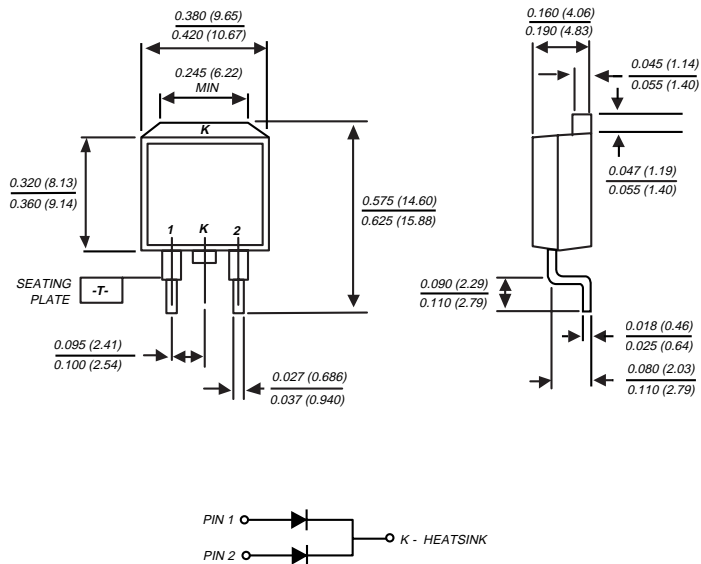 0.380 (9.65)
0.420 (10.67)
0.245 (6.22)
MIN
K
0.320 (8.13)
0.360 (9.14)
0.575 (14.60)
0.625 (15.88)
1 K 2
SEATING
PLATE
-T-
0.095 (2.41)
0.100 (2.54)
0.027 (0.686)
0.037 (0.940)
0.160 (4.06)
0.190 (4.83)
0.045 (1.14)
0.055 (1.40)
0.047 (1.19)
0.055 (1.40)
0.090 (2.29)
0.110 (2.79)
0.018 (0.46)
0.025 (0.64)
0.080 (2.03)
0.110 (2.79)
PIN 1
K - HEATSINK
PIN 2